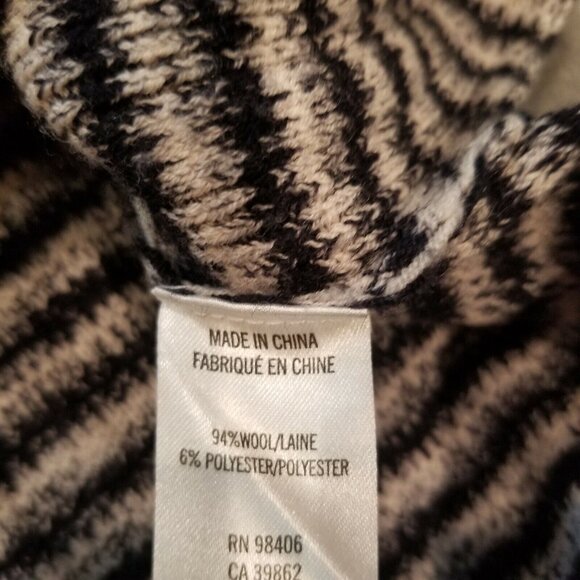 MADE IN CHINA
FABRIQUÉ EN CHINE
94%WOOL/LAINE
6% POLYESTER/POLYESTER
RN 98406
CA 39862